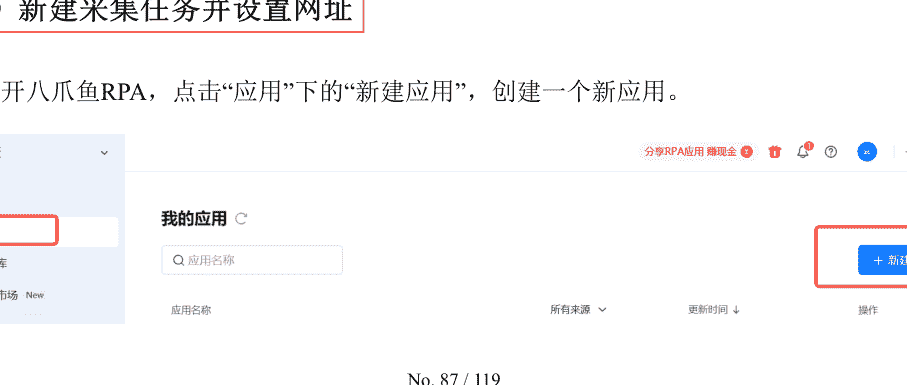 新建采集任务并设置网址
开八爪鱼RPA，点击“应用”下的“新建应用”，创建一个新应用。
分享RPA应用 赚现金
1
我的应用
应用名称
+ 新建
库
市场 New
应用名称 所有来源 更新时间 操作
No. 87 / 119